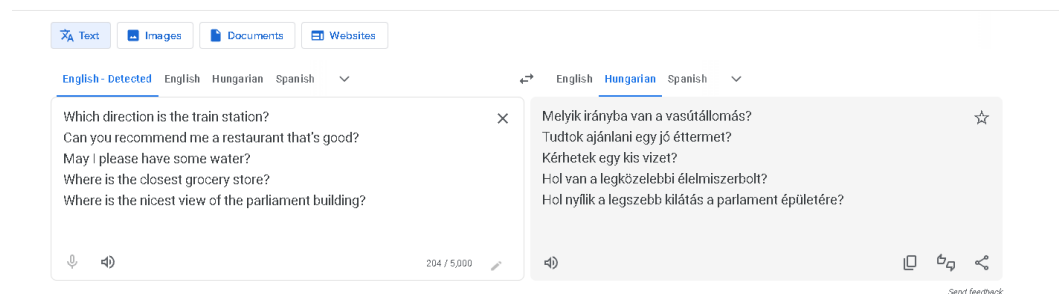 Text Images Documents Websites
English - Detected English Hungarian Spanish English Hungarian Spanish
Which direction is the train station?
Can you recommend me a restaurant that's good?
May I please have some water?
Where is the closest grocery store?
Where is the nicest view of the parliament building?
204 / 5,000
Melyik irányba van a vasútállomás?
Tudtok ajánlani egy jó éttermet?
Kérhetek egy kis vizet?
Hol van a legközelebbi élelmiszerbolt?
Hol nyílik a legszebb kilátás a parlament épületére?
Send feedback